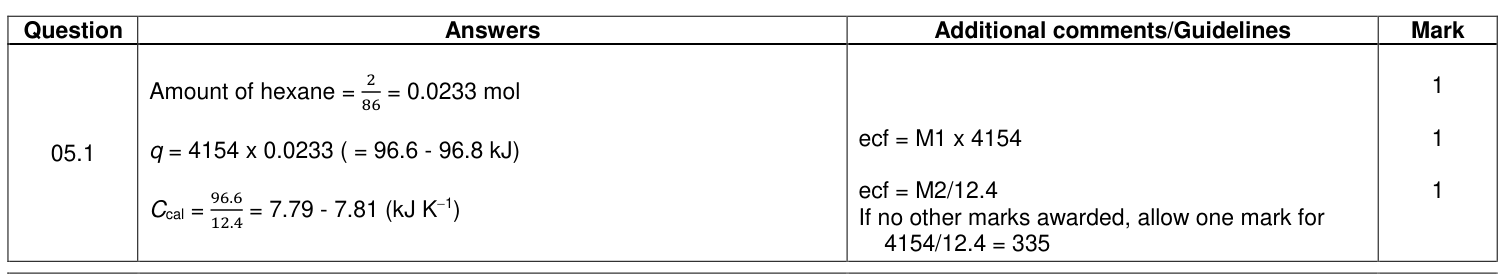 Question Answers Additional comments/Guidelines Mark
Amount of hexane = 2/86 = 0.0233 mol 1
q = 4154 x 0.0233 ( = 96.6 - 96.8 kJ) ecf = M1 x 4154 1
05.1
ecf = M2/12.4 1
Ccal = 96.6/12.4 = 7.79 - 7.81 (kJ K⁻¹)
If no other marks awarded, allow one mark for
4154/12.4 = 335